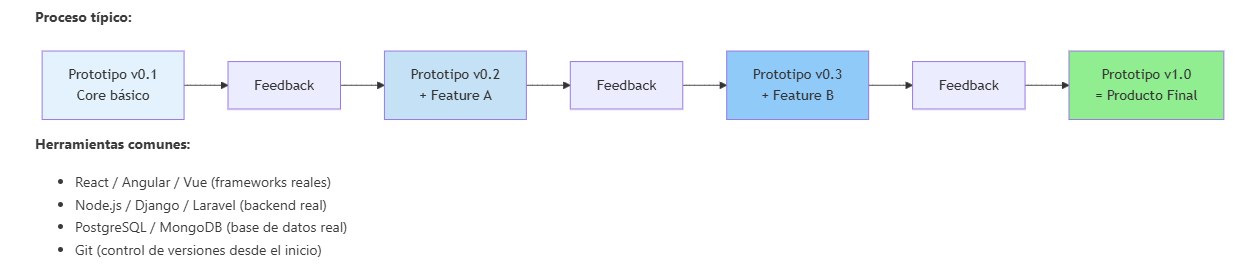 Proceso típico:
Prototipo v0.1
Core básico
Feedback
Prototipo v0.2
+ Feature A
Feedback
Prototipo v0.3
+ Feature B
Feedback
Prototipo v1.0
= Producto Final
Herramientas comunes:
• React / Angular / Vue (frameworks reales)
• Node.js / Django / Laravel (backend real)
• PostgreSQL / MongoDB (base de datos real)
• Git (control de versiones desde el inicio)